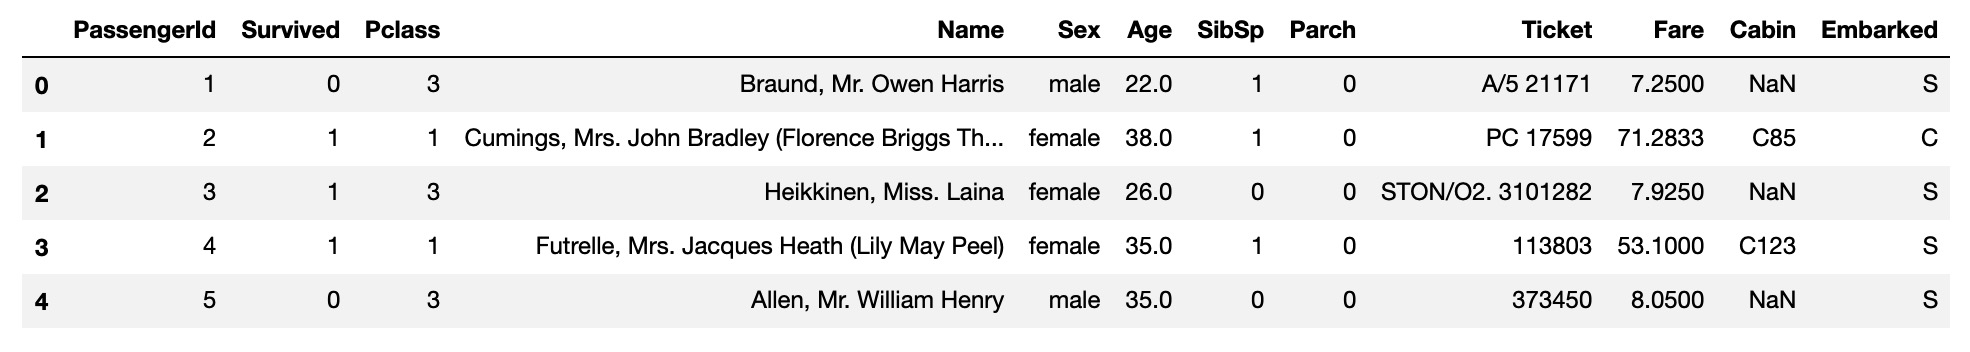 PassengerId Survived Pclass Name Sex Age SibSp Parch Ticket Fare Cabin Embarked
0 1 0 3 Braund, Mr. Owen Harris male 22.0 1 0 A/5 21171 7.2500 NaN S
1 2 1 1 Cumings, Mrs. John Bradley (Florence Briggs Th... female 38.0 1 0 PC 17599 71.2833 C85 C
2 3 1 3 Heikkinen, Miss. Laina female 26.0 0 0 STON/O2. 3101282 7.9250 NaN S
3 4 1 1 Futrelle, Mrs. Jacques Heath (Lily May Peel) female 35.0 1 0 113803 53.1000 C123 S
4 5 0 3 Allen, Mr. William Henry male 35.0 0 0 373450 8.0500 NaN S